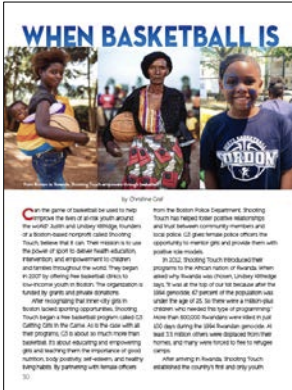 WHEN BASKETBALL IS
From Boston to Rwanda, Shooting Touch empowers through basketball
BASKETBALL
GORDON
by Christine Coil
Can the game of basketball be used to help
improve the lives of at-risk youth around
the world? Justin and Lindsey Kittredge, founders
of a Boston-based nonprofit called Shooting
Touch, believe that it can. Their mission is to use
the power of sport to deliver health education,
intervention, and empowerment to children
and families throughout the world. They began
in 2007 by offering free basketball clinics to
low-income youth in Boston. The organization is
funded by grants and private donations.
After recognizing that inner-city girls in
Boston lacked sporting opportunities, Shooting
Touch began a free basketball program called G3:
Getting Girls in the Game. As is the case with all
their programs, G3 is about so much more than
basketball. It's about educating and empowering
girls and teaching them the importance of good
nutrition, body positivity, self-esteem, and healthy
living habits. By partnering with female officers
from the Boston Police Department, Shooting
Touch has helped foster positive relationships
and trust between community members and
local police. G3 gives female police officers the
opportunity to mentor girls and provide them with
positive role models.
In 2012, Shooting Touch introduced their
programs to the African nation of Rwanda. When
asked why Rwanda was chosen, Lindsey Kittredge
says, "It was at the top of our list because after the
1994 genocide, 67 percent of the population was
under the age of 25. So there were a million-plus
children who needed this type of programming."
More than 800,000 Rwandans were killed in just
100 days during the 1994 Rwandan genocide. At
least 3.5 million others were displaced from their
homes, and many were forced to flee to refugee
camps.
After arriving in Rwanda, Shooting Touch
established the country's first and only youth
30